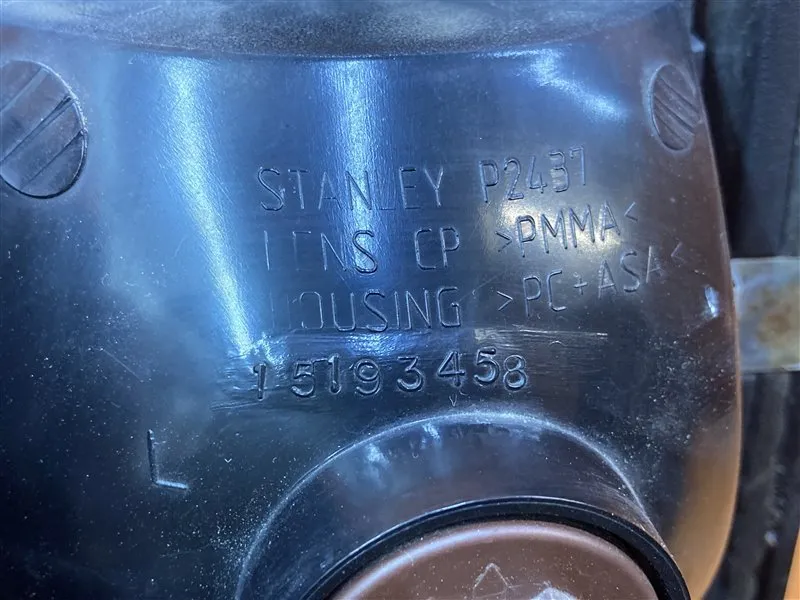 STANLEY P2437
LENS CP >PMMA<
HOUSING >PC+ASA<
15193458
L